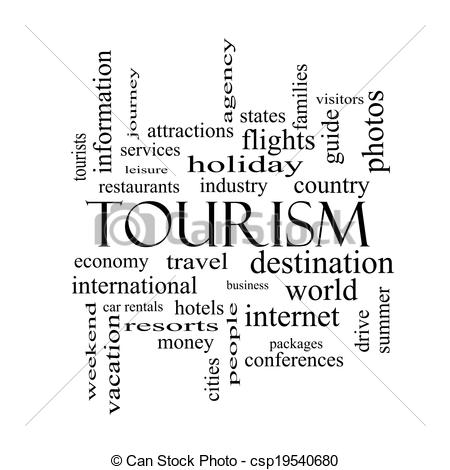 agency
families
journey
information
visitors
photos
states
attractions
guide
flights
tourists
services
holiday
leisure
restaurants
industry
country
TOURISM
economy
travel
destination
international
business
world
car rentals
hotels
internet
weekend
vacation
resorts
people
drive
summer
money
packages
cities
conferences
© Can Stock Photo - csp19540680